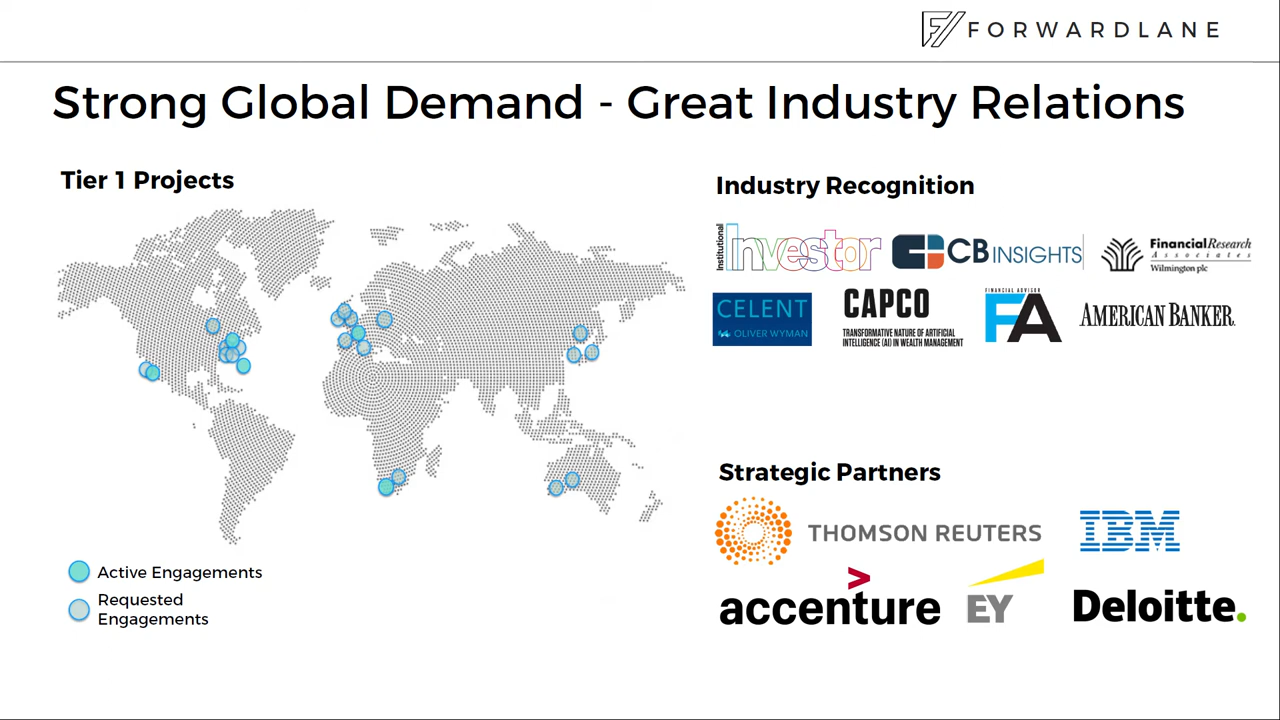 FORWARDLANE
Strong Global Demand - Great Industry Relations
Tier 1 Projects
Active Engagements
Requested
Engagements
Industry Recognition
Institutional Investor
CB INSIGHTS
Financial Research
Associates
Wilmington plc
CELENT
OLIVER WYMAN
CAPCO
TRANSFORMATIVE NATURE OF ARTIFICIAL
INTELLIGENCE (AI) IN WEALTH MANAGEMENT
FINANCIAL ADVISOR
FA
AMERICAN BANKER.
Strategic Partners
THOMSON REUTERS
IBM
accenture
EY
Deloitte.